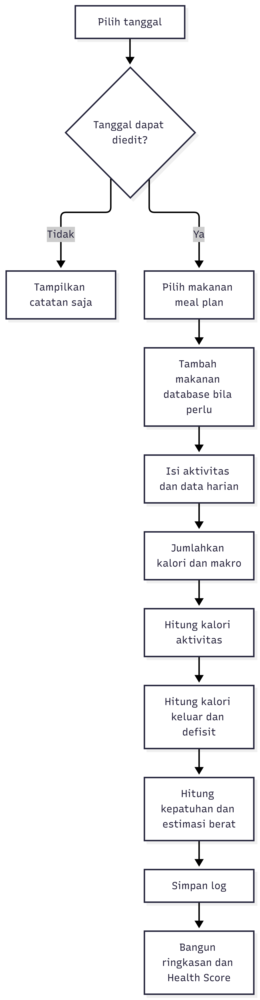 Pilih tanggal
Tanggal dapat
diedit?
Tidak
Ya
Tampilkan
catatan saja
Pilih makanan
meal plan
Tambah
makanan
database bila
perlu
Isi aktivitas
dan data harian
Jumlahkan
kalori dan makro
Hitung kalori
aktivitas
Hitung kalori
keluar dan
defisit
Hitung
kepatuhan dan
estimasi berat
Simpan log
Bangun
ringkasan dan
Health Score